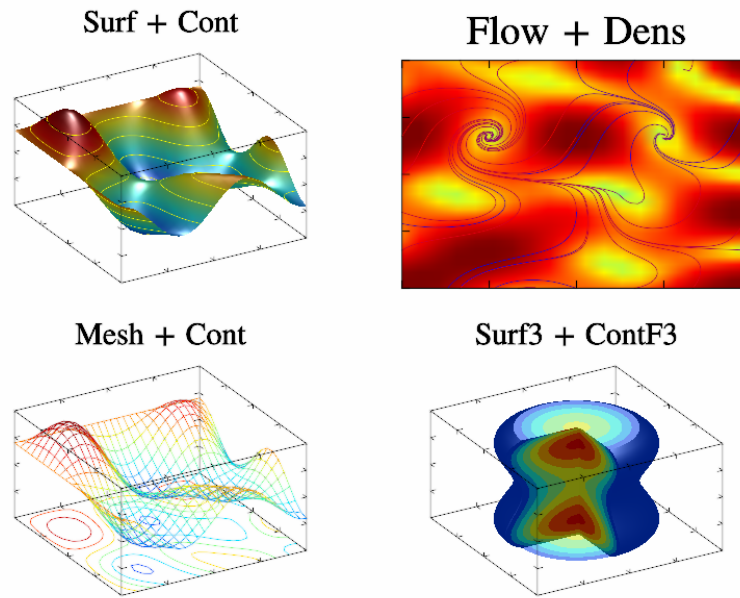 Surf + Cont
Flow + Dens
Mesh + Cont
Surf3 + ContF3